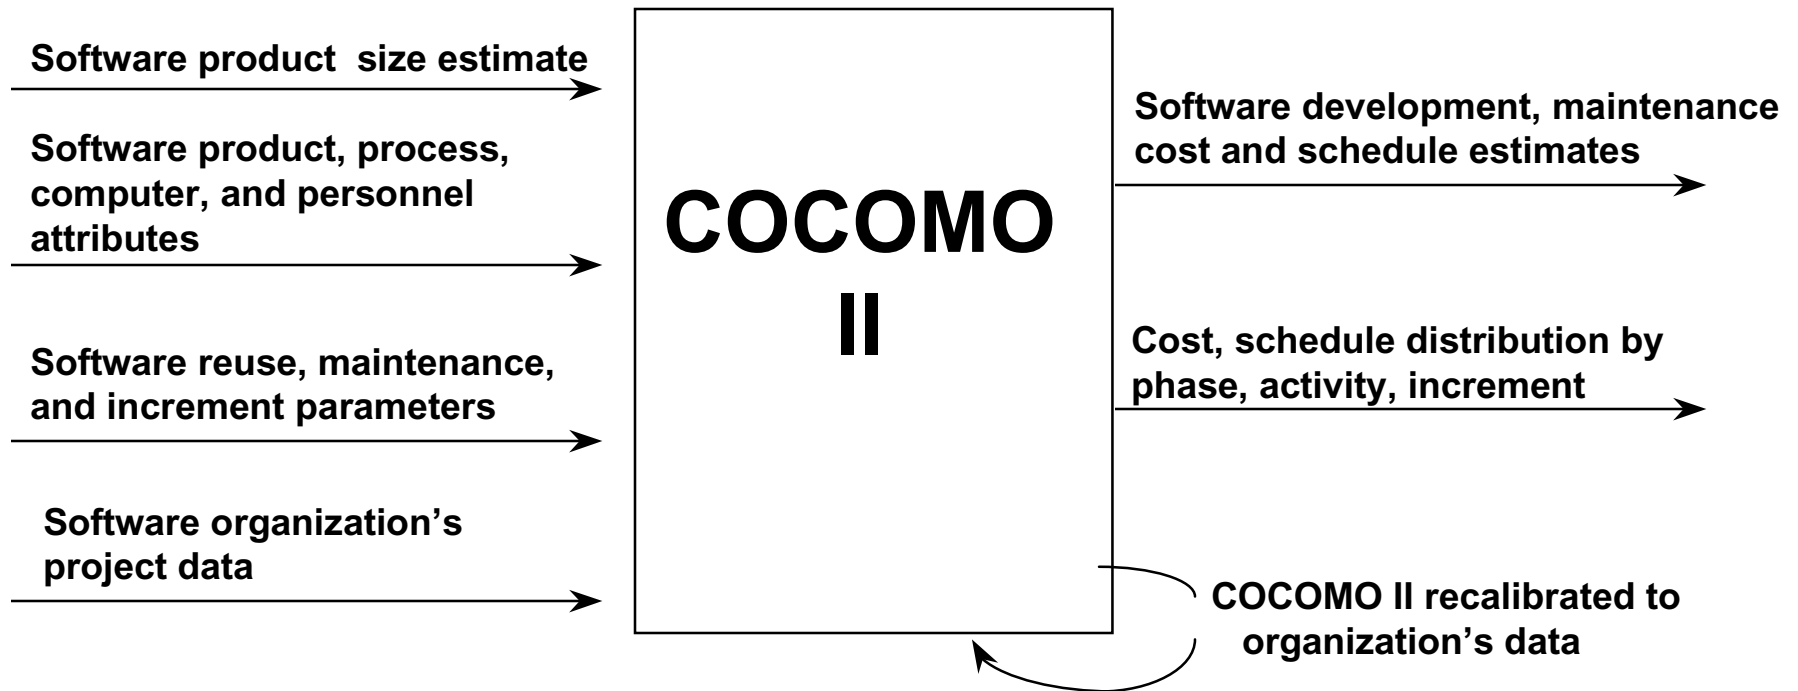 Software product  size estimate
Software product, process,
computer, and personnel
attributes
Software reuse, maintenance,
and increment parameters
Software organization’s
project data
COCOMO
II
Software development, maintenance
cost and schedule estimates
Cost, schedule distribution by
phase, activity, increment
COCOMO II recalibrated to
organization’s data